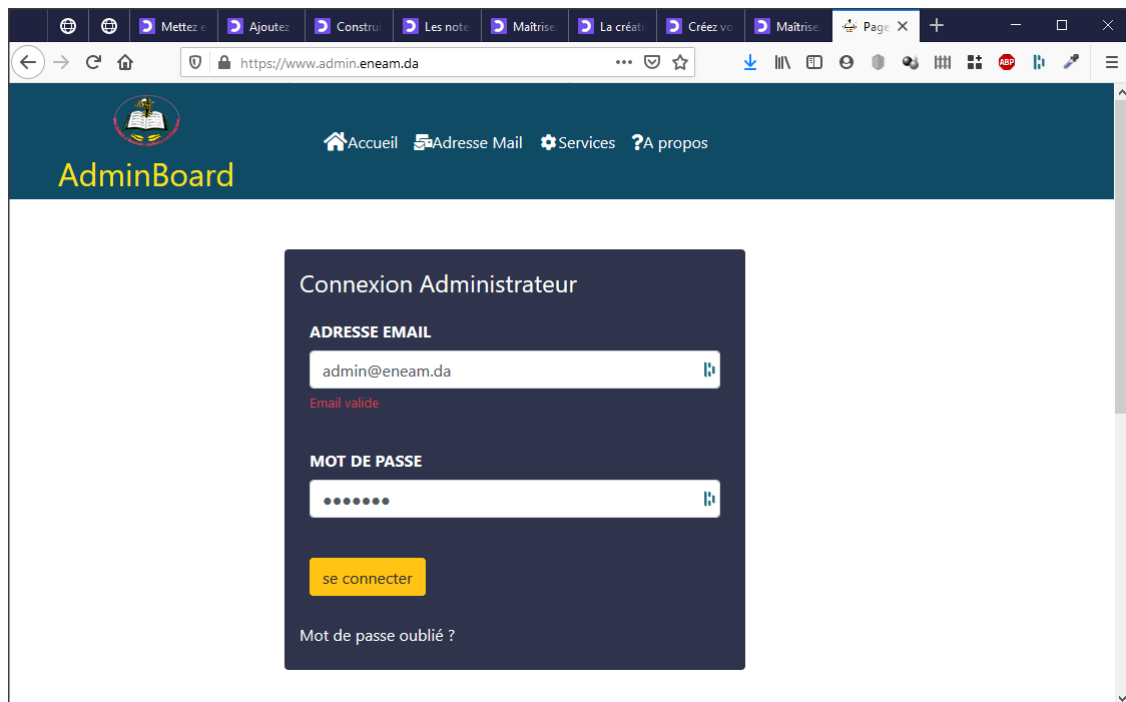 Mettez e
Ajoutez
Construi
Les note
Maîtrise
La créati
Créez vo
Maîtrise
Page
https://www.admin.eneam.da
ABP
AdminBoard
Accueil
Adresse Mail
Services
?A propos
Connexion Administrateur
ADRESSE EMAIL
admin@eneam.da
Email valide
MOT DE PASSE
•••••••
se connecter
Mot de passe oublié ?